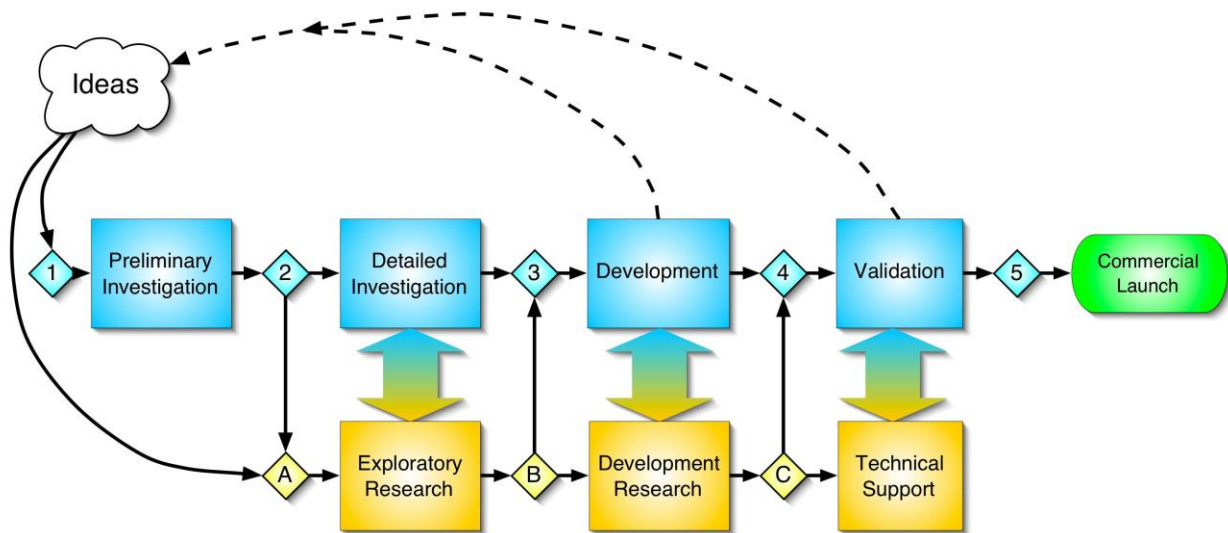 Ideas
1
Preliminary
Investigation
2
Detailed
Investigation
3
Development
4
Validation
5
Commercial
Launch
A
Exploratory
Research
B
Development
Research
C
Technical
Support